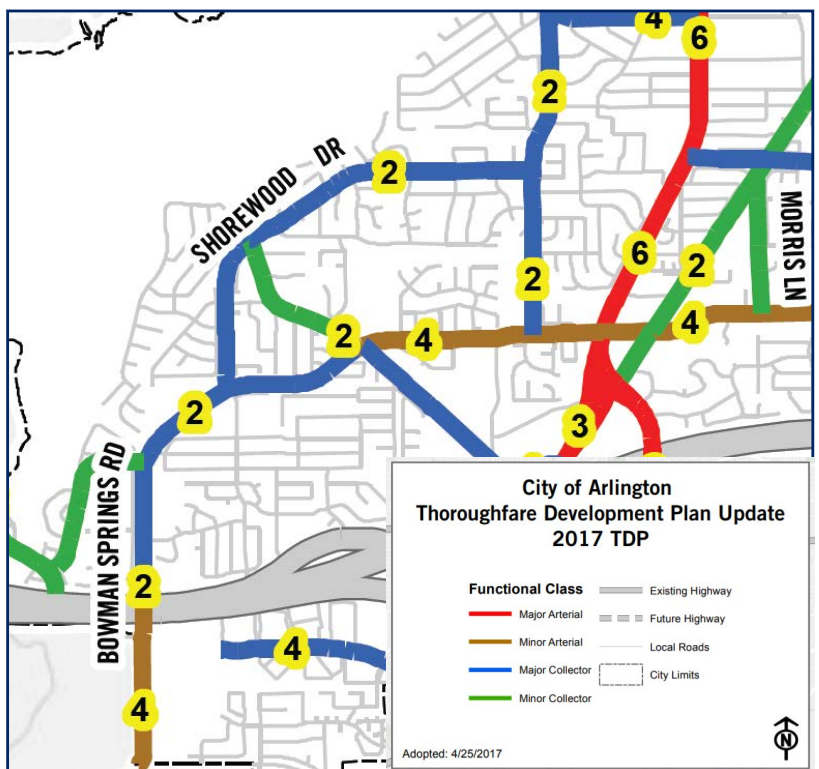 4
6
2
SHOREWOOD DR
2
MORRIS LN
6
2
2
4
2
4
2
3
BOWMAN SPRINGS RD
2
4
4
City of Arlington
Thoroughfare Development Plan Update
2017 TDP
Functional Class
Major Arterial
Minor Arterial
Major Collector
Minor Collector
Existing Highway
Future Highway
Local Roads
City Limits
N
Adopted: 4/25/2017